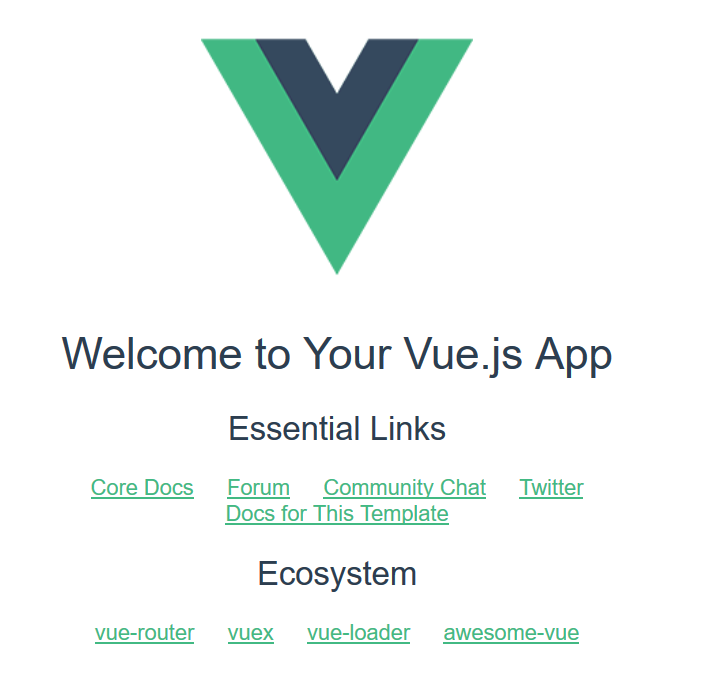 Welcome to Your Vue.js App
Essential Links
Core Docs Forum Community Chat Twitter
Docs for This Template
Ecosystem
vue-router vuex vue-loader awesome-vue